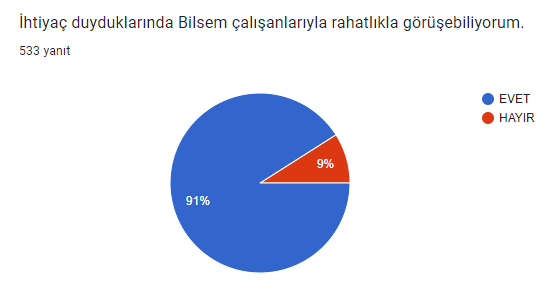 İhtiyaç duyduklarında Bilsem çalışanlarıyla rahatlıkla görüşebiliyorum.
533 yanıt
EVET
HAYIR
9%
91%